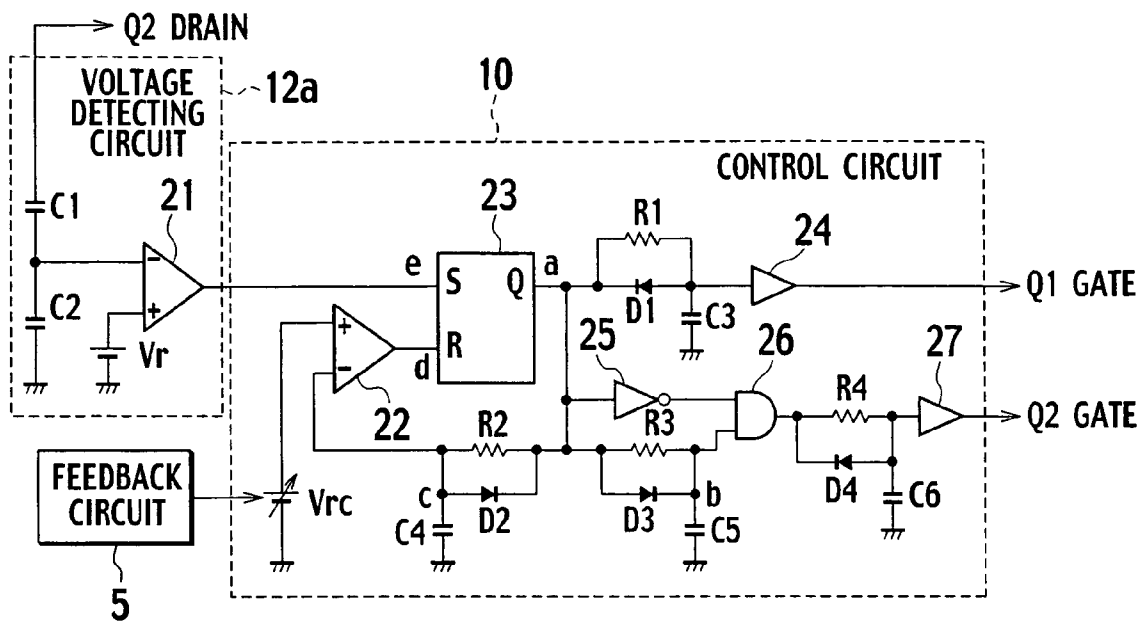 Q2 DRAIN
VOLTAGE
DETECTING
CIRCUIT
12a
10
CONTROL CIRCUIT
C1
21
23
R1
24
e
S
Q
a
Q1 GATE
C2
D1
C3
Vr
R
d
25
26
27
22
R2
R3
R4
Q2 GATE
FEEDBACK
CIRCUIT
Vrc
c
D2
D3
b
D4
C4
C5
C6
5